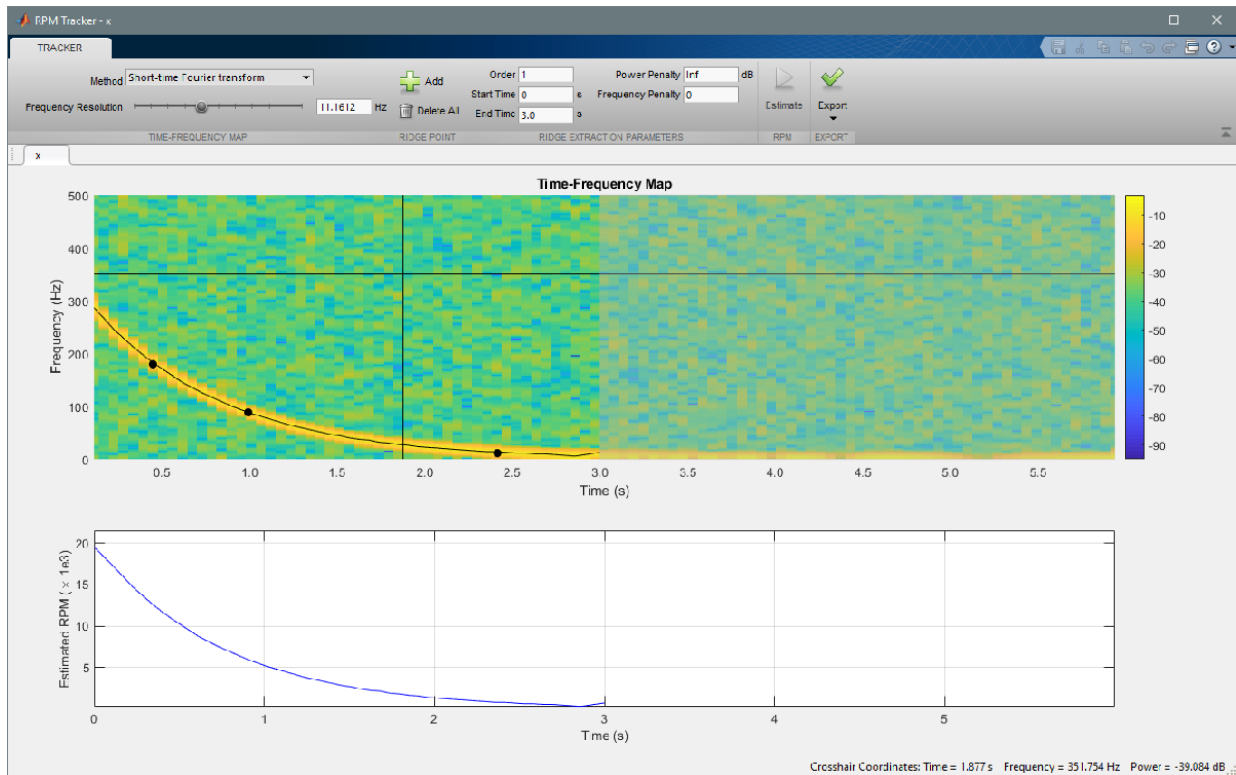 RPM Tracker - x
TRACKER
Method Short-time Fourier transform
Frequency Resolution 11.1612 Hz
TIME-FREQUENCY MAP
Add
Delete All
RIDGE POINT
Order 1 Power Penalty Inf dB
Start Time 0 s Frequency Penalty 0
End Time 3.0 s
RIDGE EXTRACTION PARAMETERS
Estimate
RPM
Export
EXPORT
x
Time-Frequency Map
Frequency (Hz)
500
400
300
200
100
0
0.5 1.0 1.5 2.0 2.5 3.0 3.5 4.0 4.5 5.0 5.5
Time (s)
-10
-20
-30
-40
-50
-60
-70
-80
-90
Estimated RPM ( x 1e3)
20
15
10
5
0 1 2 3 4 5
Time (s)
Crosshair Coordinates: Time = 1.877 s Frequency = 351.754 Hz Power = -39.084 dB